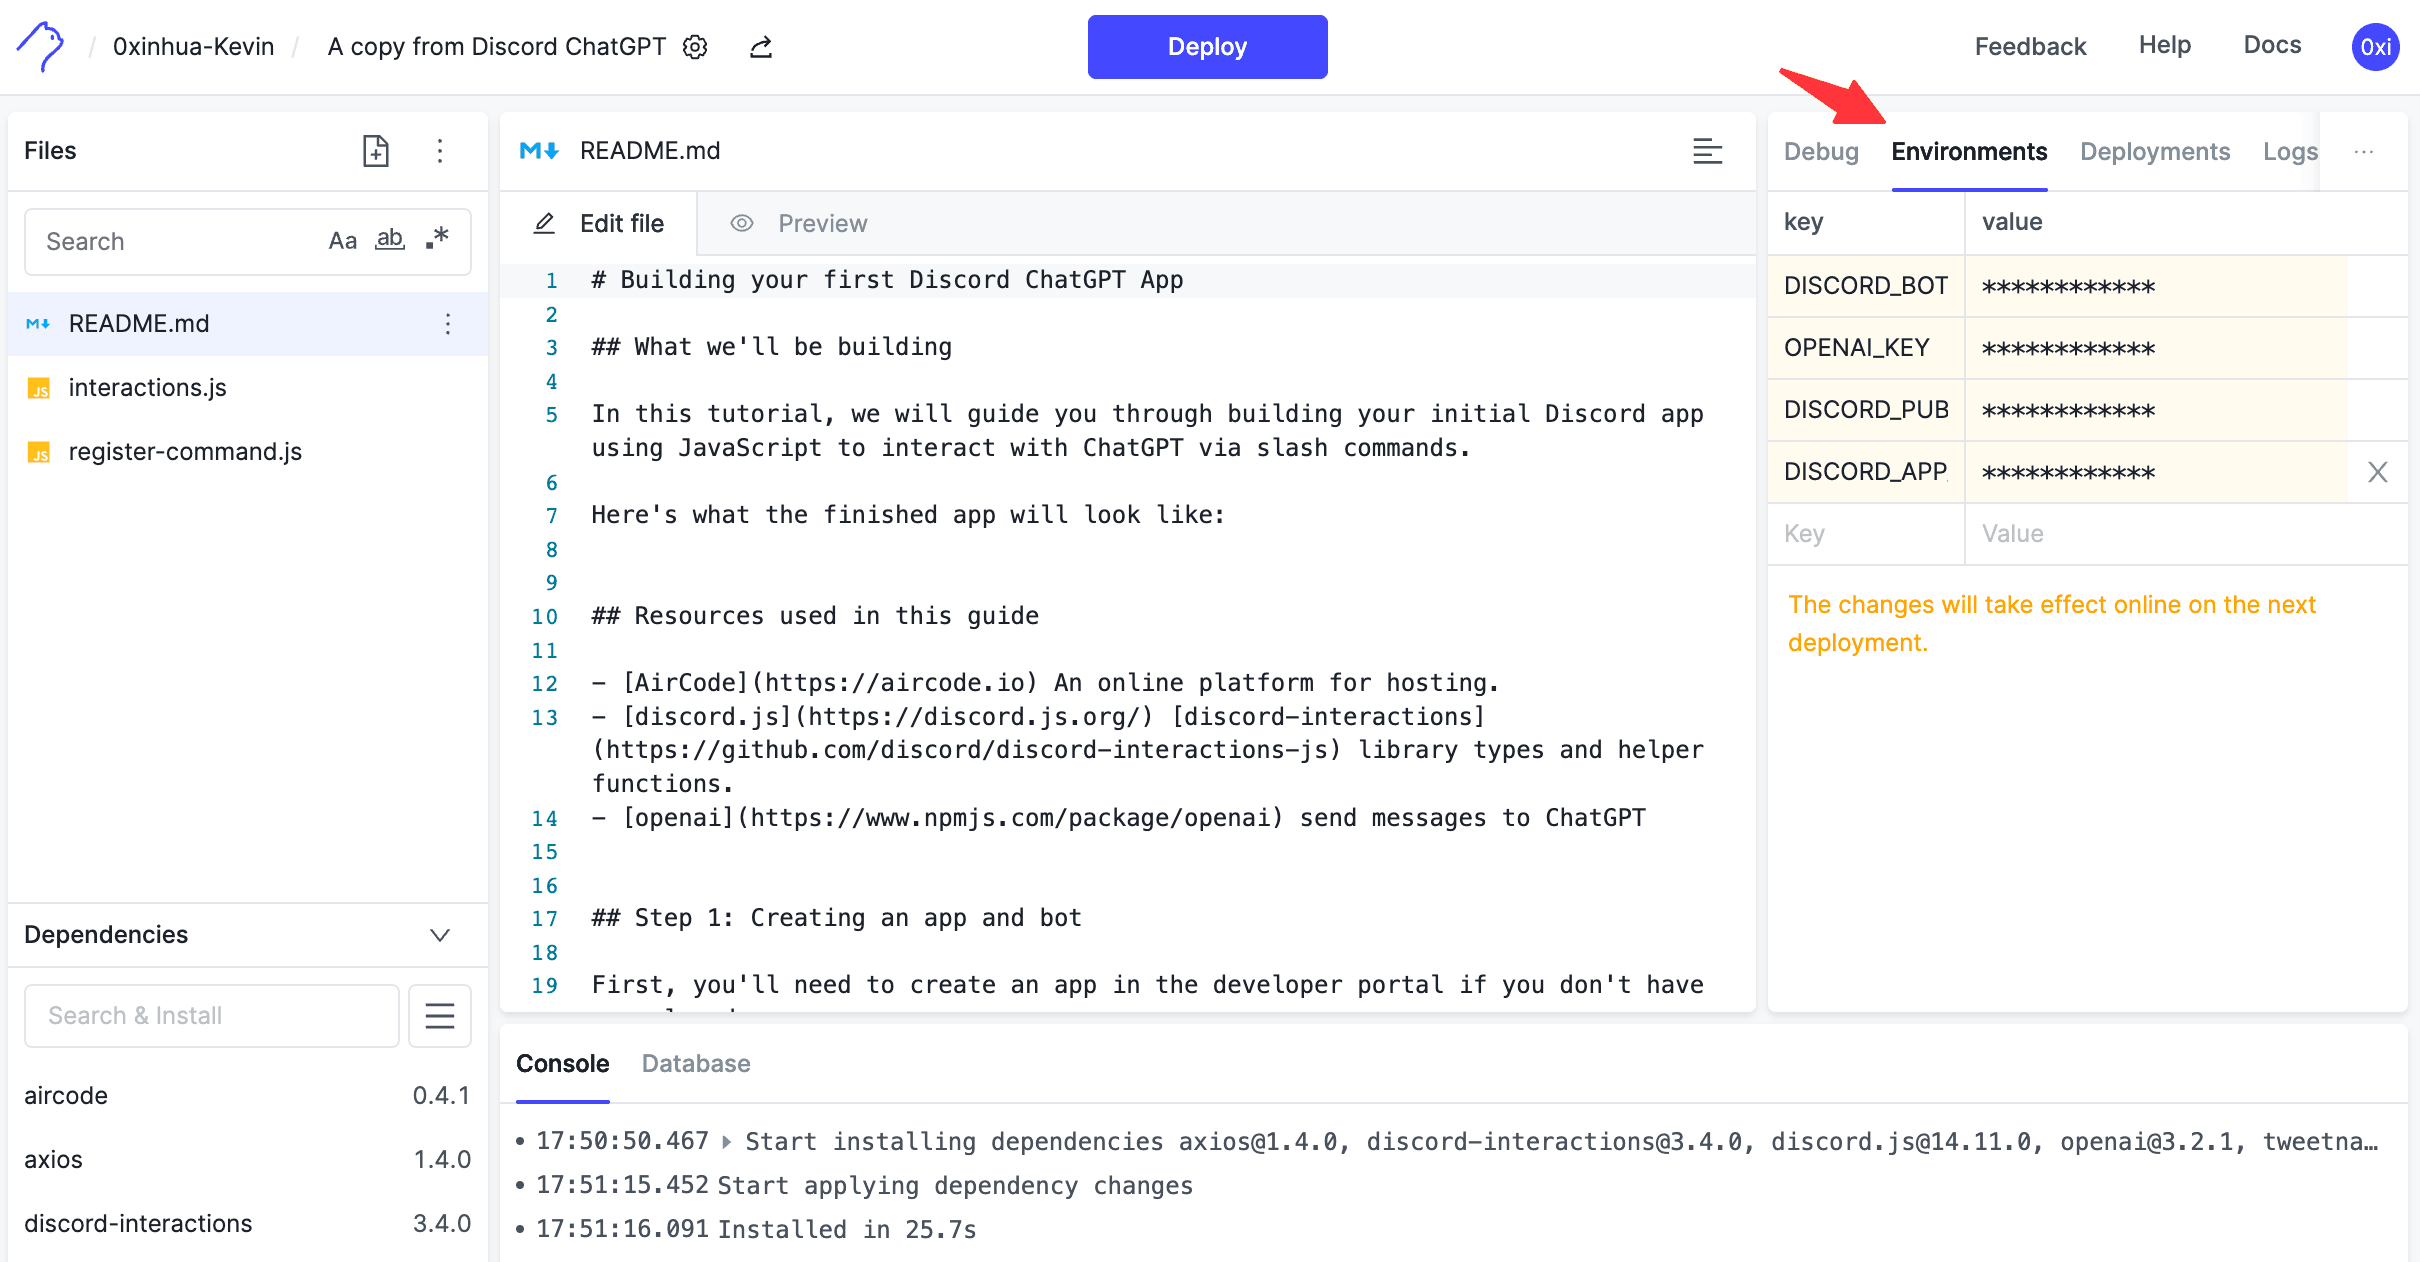 / 0xinhua-Kevin / A copy from Discord ChatGPT
Deploy
Feedback Help Docs 0xi
Files
Search Aa ab .*
README.md
interactions.js
register-command.js
Dependencies
Search & Install
aircode 0.4.1
axios 1.4.0
discord-interactions 3.4.0
README.md
Edit file Preview
1 # Building your first Discord ChatGPT App
2
3 ## What we'll be building
4
5 In this tutorial, we will guide you through building your initial Discord app
using JavaScript to interact with ChatGPT via slash commands.
6
7 Here's what the finished app will look like:
8
9
10 ## Resources used in this guide
11
12 - [AirCode](https://aircode.io) An online platform for hosting.
13 - [discord.js](https://discord.js.org/) [discord-interactions]
(https://github.com/discord/discord-interactions-js) library types and helper
functions.
14 - [openai](https://www.npmjs.com/package/openai) send messages to ChatGPT
15
16
17 ## Step 1: Creating an app and bot
18
19 First, you'll need to create an app in the developer portal if you don't have
Debug Environments Deployments Logs ...
key value
DISCORD_BOT ************
OPENAI_KEY ************
DISCORD_PUB ************
DISCORD_APP_ ************
Key Value
The changes will take effect online on the next
deployment.
Console Database
• 17:50:50.467 Start installing dependencies axios@1.4.0, discord-interactions@3.4.0, discord.js@14.11.0, openai@3.2.1, tweetna…
• 17:51:15.452 Start applying dependency changes
• 17:51:16.091 Installed in 25.7s